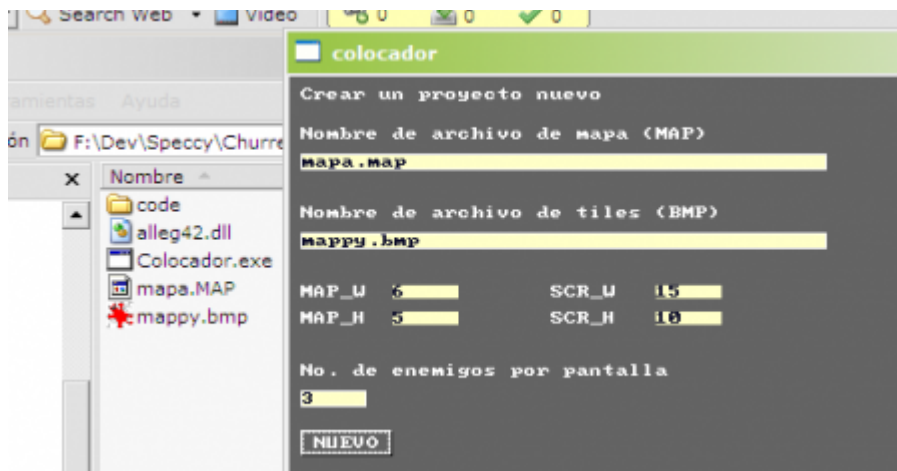 Search Web Video 0 0 0
colocador
ramientas Ayuda
Crear un proyecto nuevo
ón F:\Dev\Speccy\Churre
Nombre de archivo de mapa (MAP)
mapa.map
Nombre
code
alleg42.dll
Colocador.exe
mapa.MAP
mappy.bmp
Nombre de archivo de tiles (BMP)
mappy.bmp
MAP_W 6 SCR_W 15
MAP_H 5 SCR_H 10
No. de enemigos por pantalla
3
NUEVO